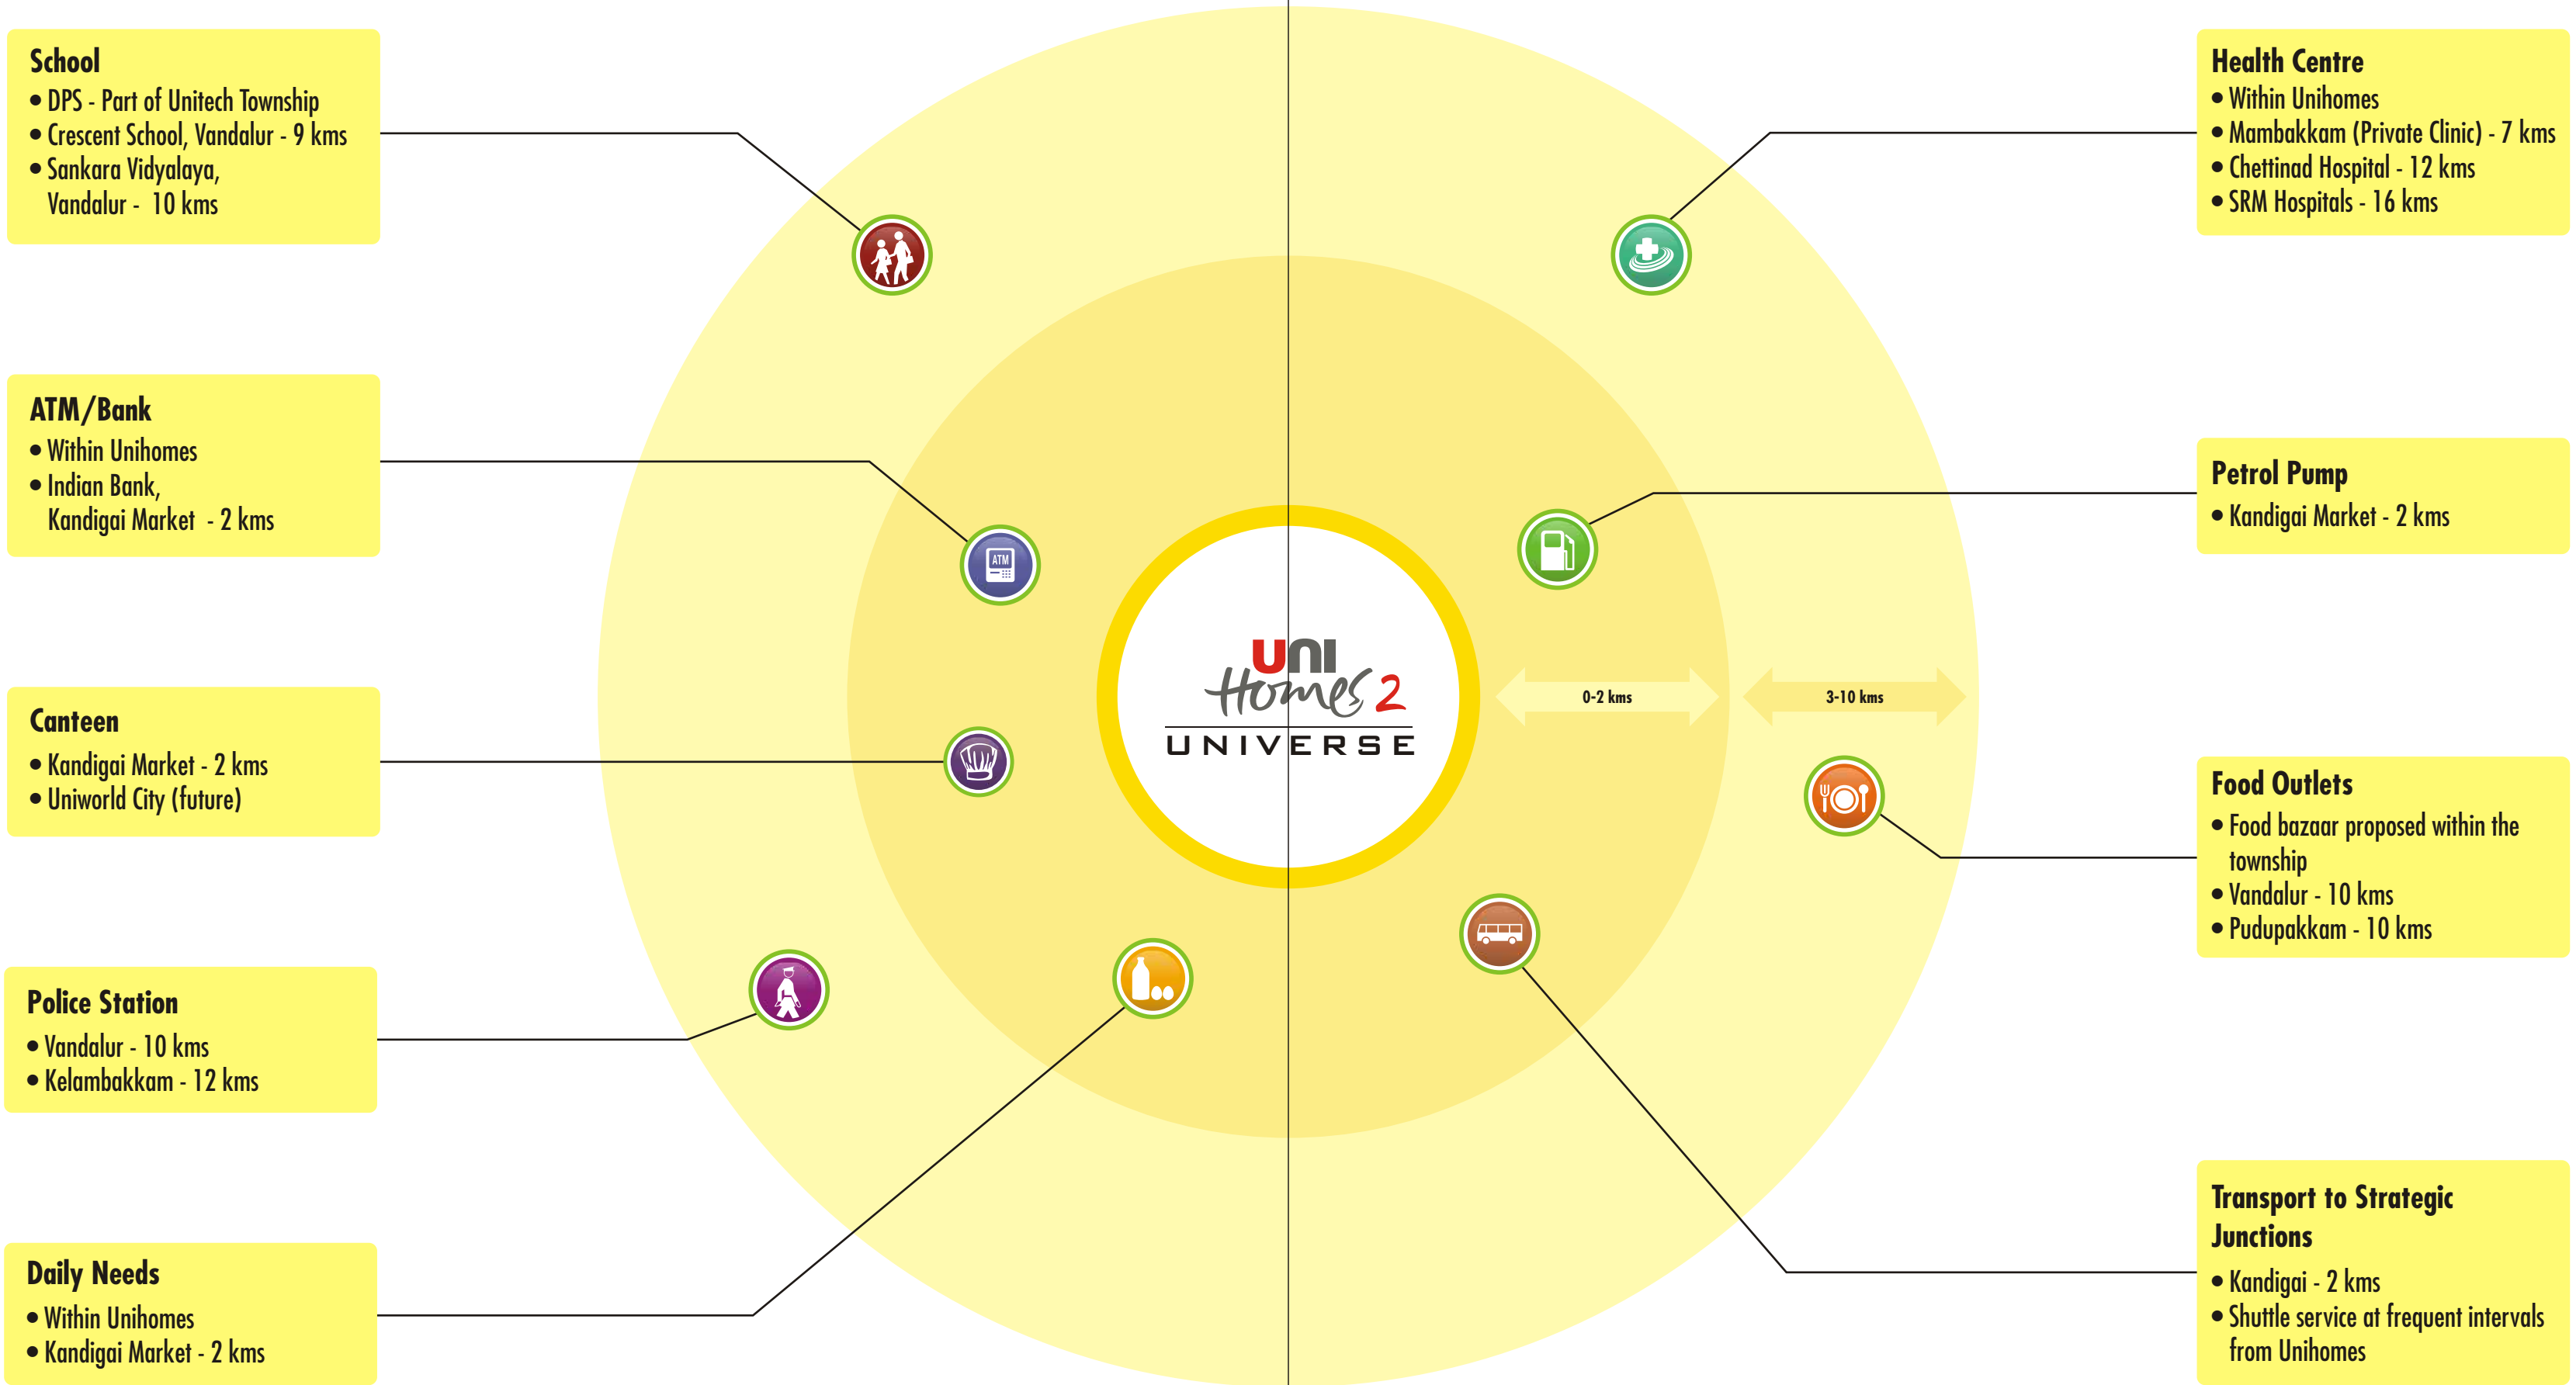 School
• DPS - Part of Unitech Township
• Crescent School, Vandalur - 9 kms
• Sankara Vidyalaya,
Vandalur - 10 kms
ATM/Bank
• Within Unihomes
• Indian Bank,
Kandigai Market - 2 kms
Canteen
• Kandigai Market - 2 kms
• Uniworld City (future)
Police Station
• Vandalur - 10 kms
• Kelambakkam - 12 kms
Daily Needs
• Within Unihomes
• Kandigai Market - 2 kms
ATM
UNI
Homes 2
UNIVERSE
0-2 kms
3-10 kms
Health Centre
• Within Unihomes
• Mambakkam (Private Clinic) - 7 kms
• Chettinad Hospital - 12 kms
• SRM Hospitals - 16 kms
Petrol Pump
• Kandigai Market - 2 kms
Food Outlets
• Food bazaar proposed within the
township
• Vandalur - 10 kms
• Pudupakkam - 10 kms
Transport to Strategic
Junctions
• Kandigai - 2 kms
• Shuttle service at frequent intervals
from Unihomes